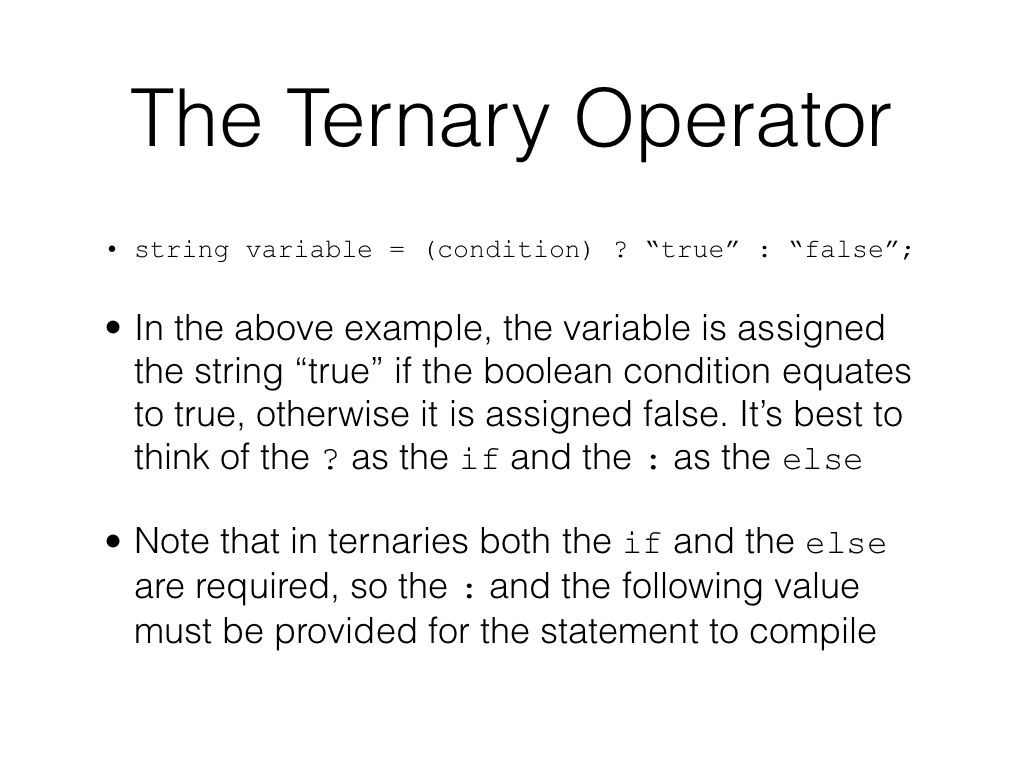 The Ternary Operator
• string variable = (condition) ? “true” : “false”;
• In the above example, the variable is assigned
the string “true” if the boolean condition equates
to true, otherwise it is assigned false. It’s best to
think of the ? as the if and the : as the else
• Note that in ternaries both the if and the else
are required, so the : and the following value
must be provided for the statement to compile